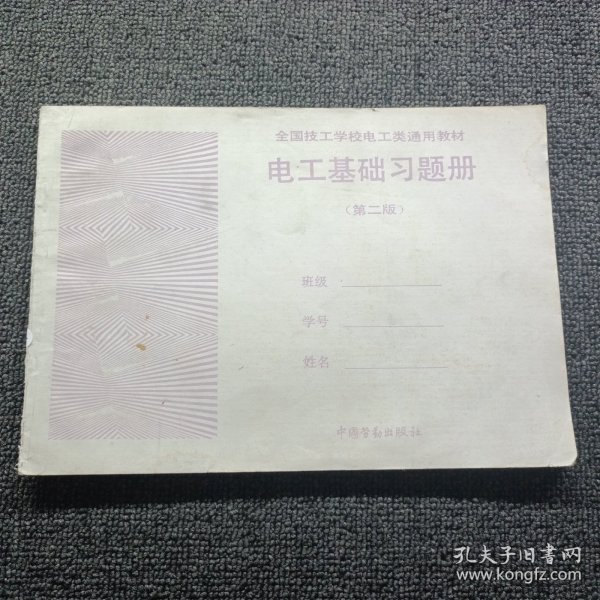 全国技工学校电工类通用教材
电工基础习题册
(第二版)
班级
学号
姓名
中国劳动出版社
孔夫子旧书网
www.kongfz.com